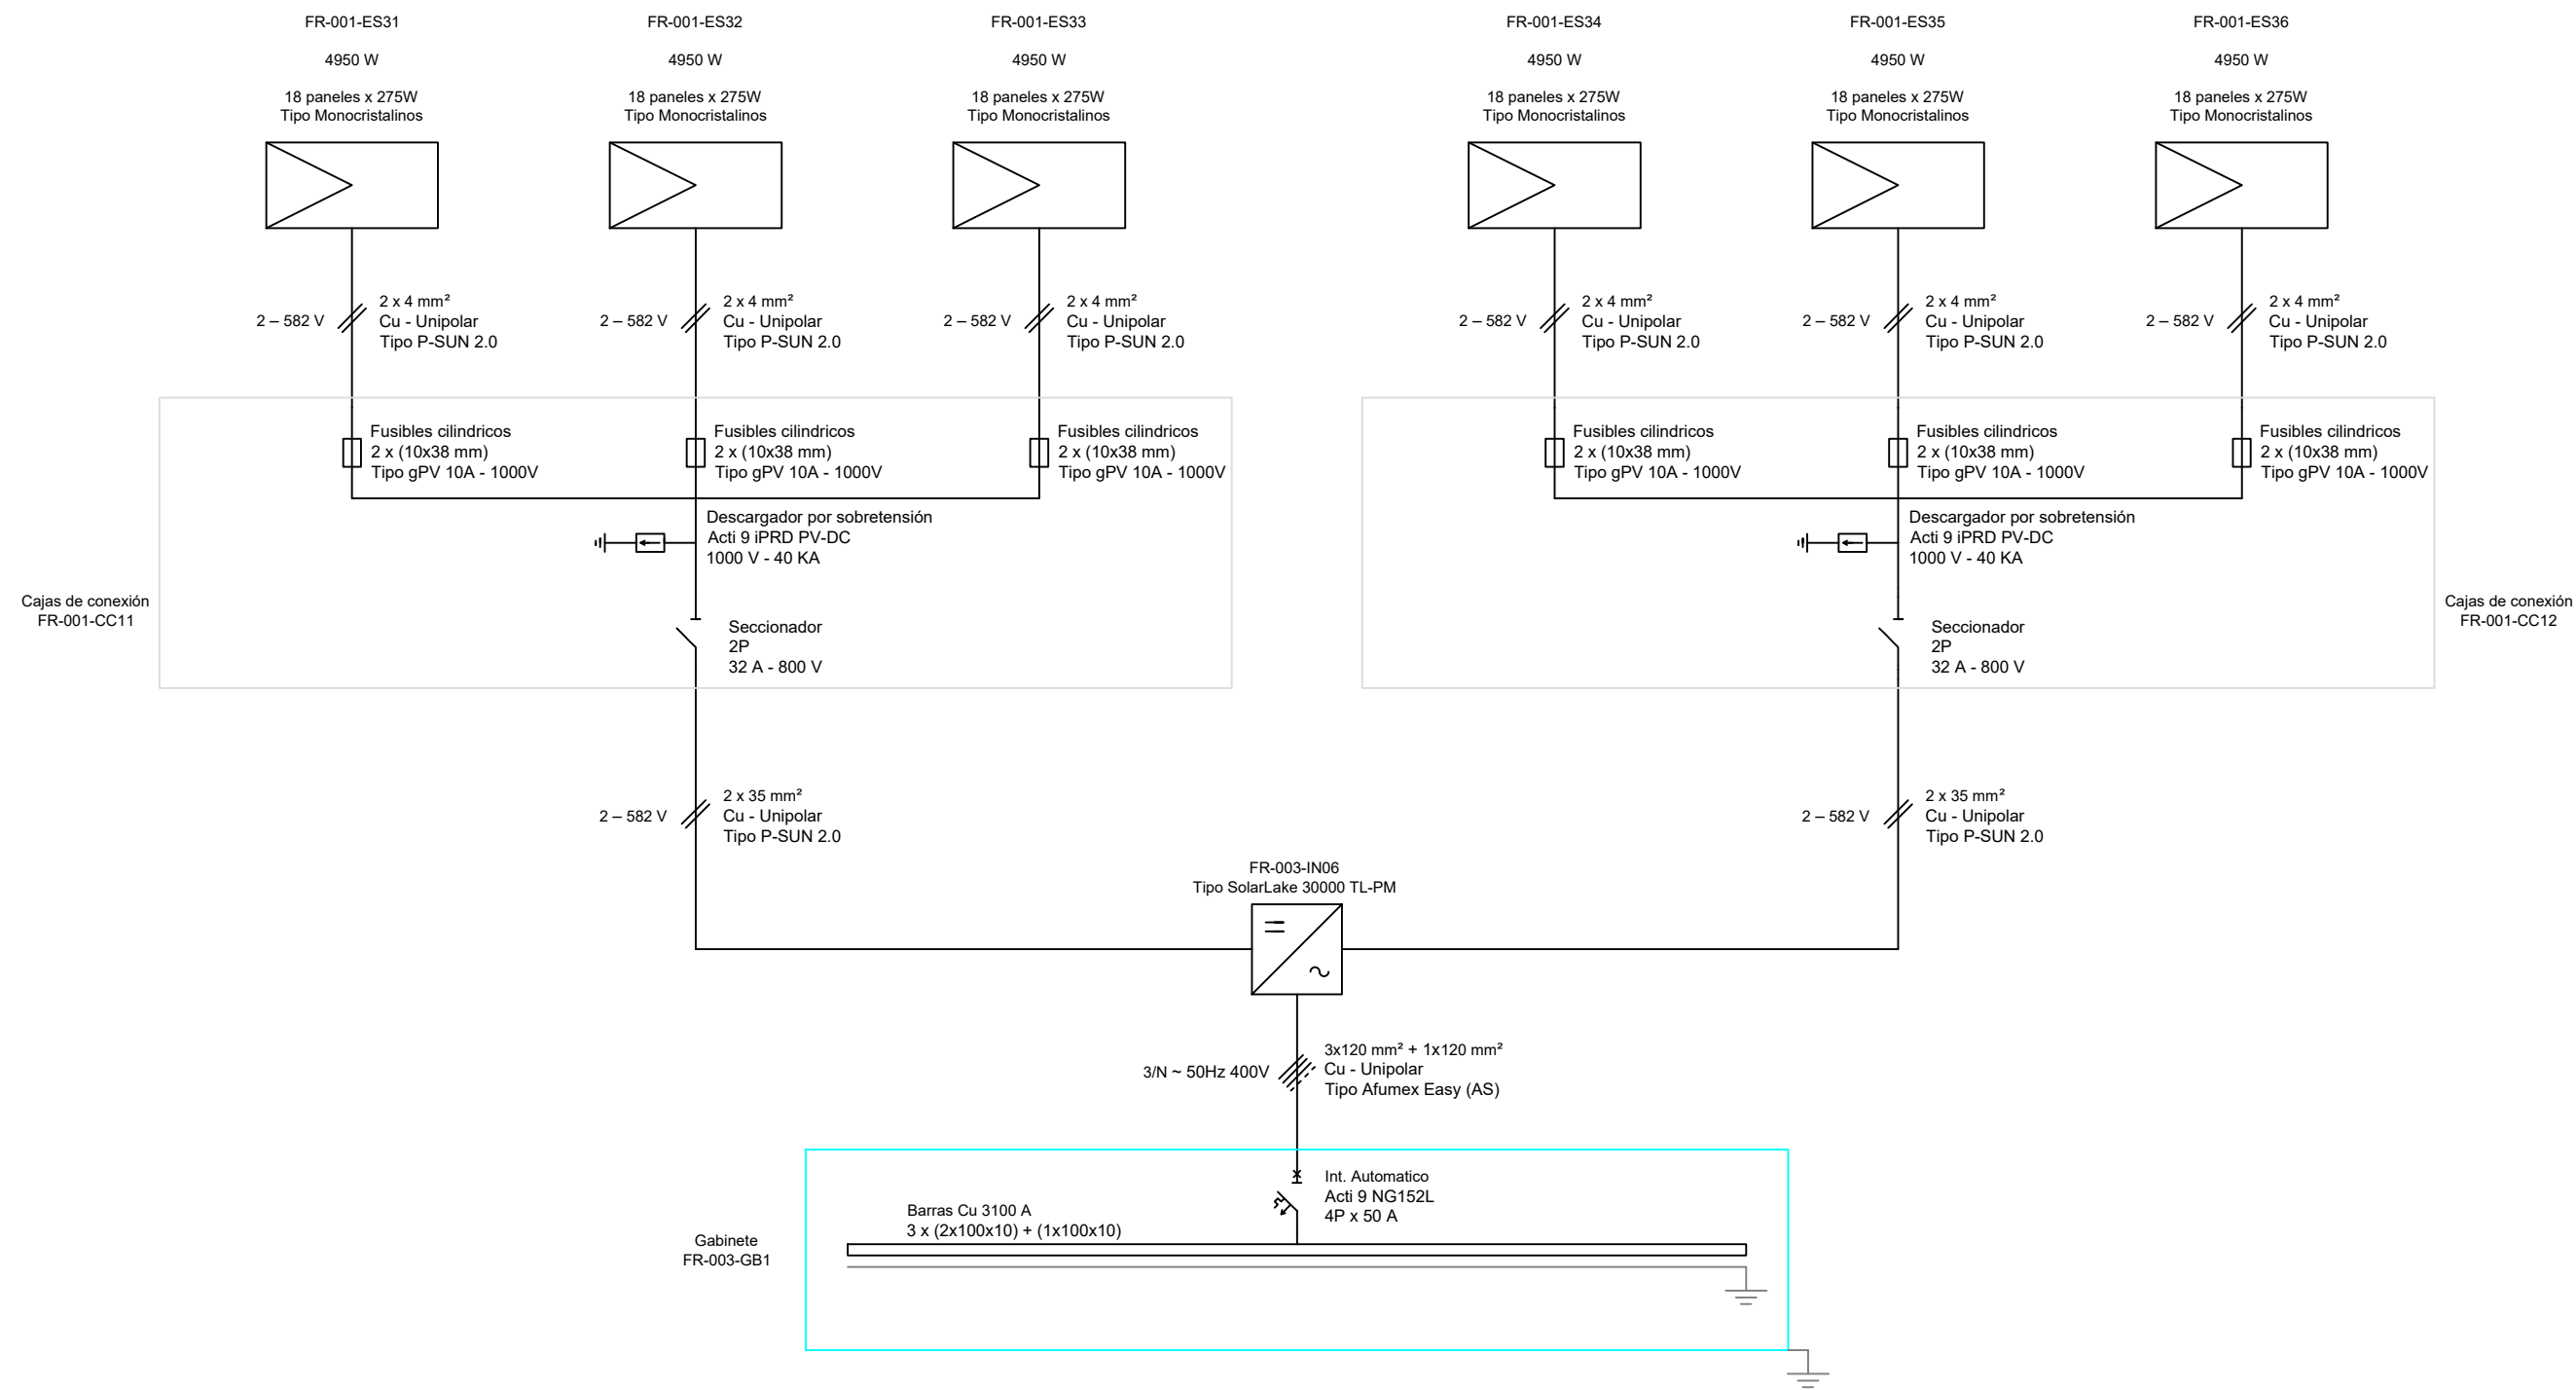 FR-001-ES31
FR-001-ES32
FR-001-ES33
FR-001-ES34
FR-001-ES35
FR-001-ES36
4950 W
4950 W
4950 W
4950 W
4950 W
4950 W
18 paneles x 275W
Tipo Monocristalinos
18 paneles x 275W
Tipo Monocristalinos
18 paneles x 275W
Tipo Monocristalinos
18 paneles x 275W
Tipo Monocristalinos
18 paneles x 275W
Tipo Monocristalinos
18 paneles x 275W
Tipo Monocristalinos
2 – 582 V
2 x 4 mm²
Cu - Unipolar
Tipo P-SUN 2.0
2 – 582 V
2 x 4 mm²
Cu - Unipolar
Tipo P-SUN 2.0
2 – 582 V
2 x 4 mm²
Cu - Unipolar
Tipo P-SUN 2.0
2 – 582 V
2 x 4 mm²
Cu - Unipolar
Tipo P-SUN 2.0
2 – 582 V
2 x 4 mm²
Cu - Unipolar
Tipo P-SUN 2.0
2 – 582 V
2 x 4 mm²
Cu - Unipolar
Tipo P-SUN 2.0
Fusibles cilindricos
2 x (10x38 mm)
Tipo gPV 10A - 1000V
Fusibles cilindricos
2 x (10x38 mm)
Tipo gPV 10A - 1000V
Fusibles cilindricos
2 x (10x38 mm)
Tipo gPV 10A - 1000V
Fusibles cilindricos
2 x (10x38 mm)
Tipo gPV 10A - 1000V
Fusibles cilindricos
2 x (10x38 mm)
Tipo gPV 10A - 1000V
Fusibles cilindricos
2 x (10x38 mm)
Tipo gPV 10A - 1000V
Descargador por sobretensión
Acti 9 iPRD PV-DC
1000 V - 40 KA
Descargador por sobretensión
Acti 9 iPRD PV-DC
1000 V - 40 KA
Cajas de conexión
FR-001-CC11
Seccionador
2P
32 A - 800 V
Seccionador
2P
32 A - 800 V
Cajas de conexión
FR-001-CC12
2 – 582 V
2 x 35 mm²
Cu - Unipolar
Tipo P-SUN 2.0
2 – 582 V
2 x 35 mm²
Cu - Unipolar
Tipo P-SUN 2.0
FR-003-IN06
Tipo SolarLake 30000 TL-PM
3/N ~ 50Hz 400V
3x120 mm² + 1x120 mm²
Cu - Unipolar
Tipo Afumex Easy (AS)
Int. Automatico
Acti 9 NG152L
4P x 50 A
Barras Cu 3100 A
3 x (2x100x10) + (1x100x10)
Gabinete
FR-003-GB1